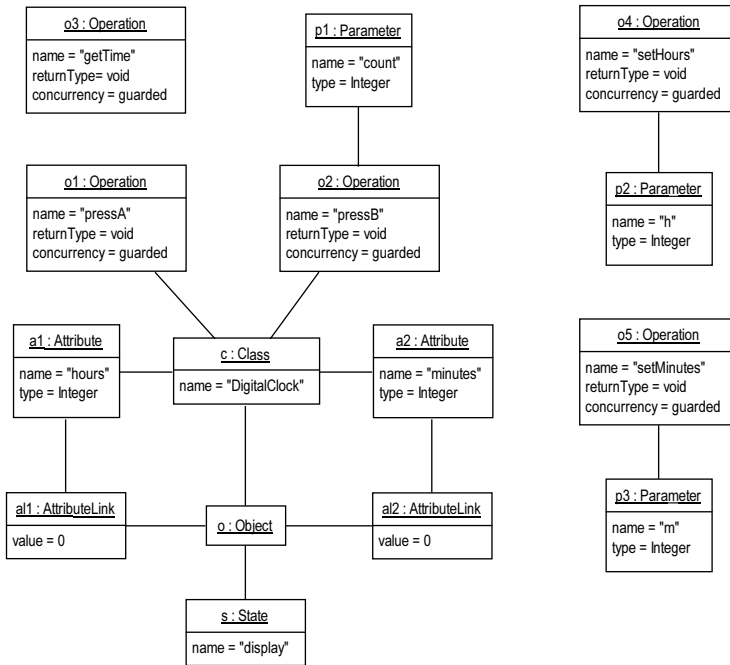 o3 : Operation
name = "getTime"
returnType= void
concurrency = guarded
p1 : Parameter
name = "count"
type = Integer
o4 : Operation
name = "setHours"
returnType = void
concurrency = guarded
o1 : Operation
name = "pressA"
returnType = void
concurrency = guarded
o2 : Operation
name = "pressB"
returnType = void
concurrency = guarded
p2 : Parameter
name = "h"
type = Integer
a1 : Attribute
name = "hours"
type = Integer
c : Class
name = "DigitalClock"
a2 : Attribute
name = "minutes"
type = Integer
o5 : Operation
name = "setMinutes"
returnType = void
concurrency = guarded
al1 : AttributeLink
value = 0
o : Object
al2 : AttributeLink
value = 0
p3 : Parameter
name = "m"
type = Integer
s : State
name = "display"